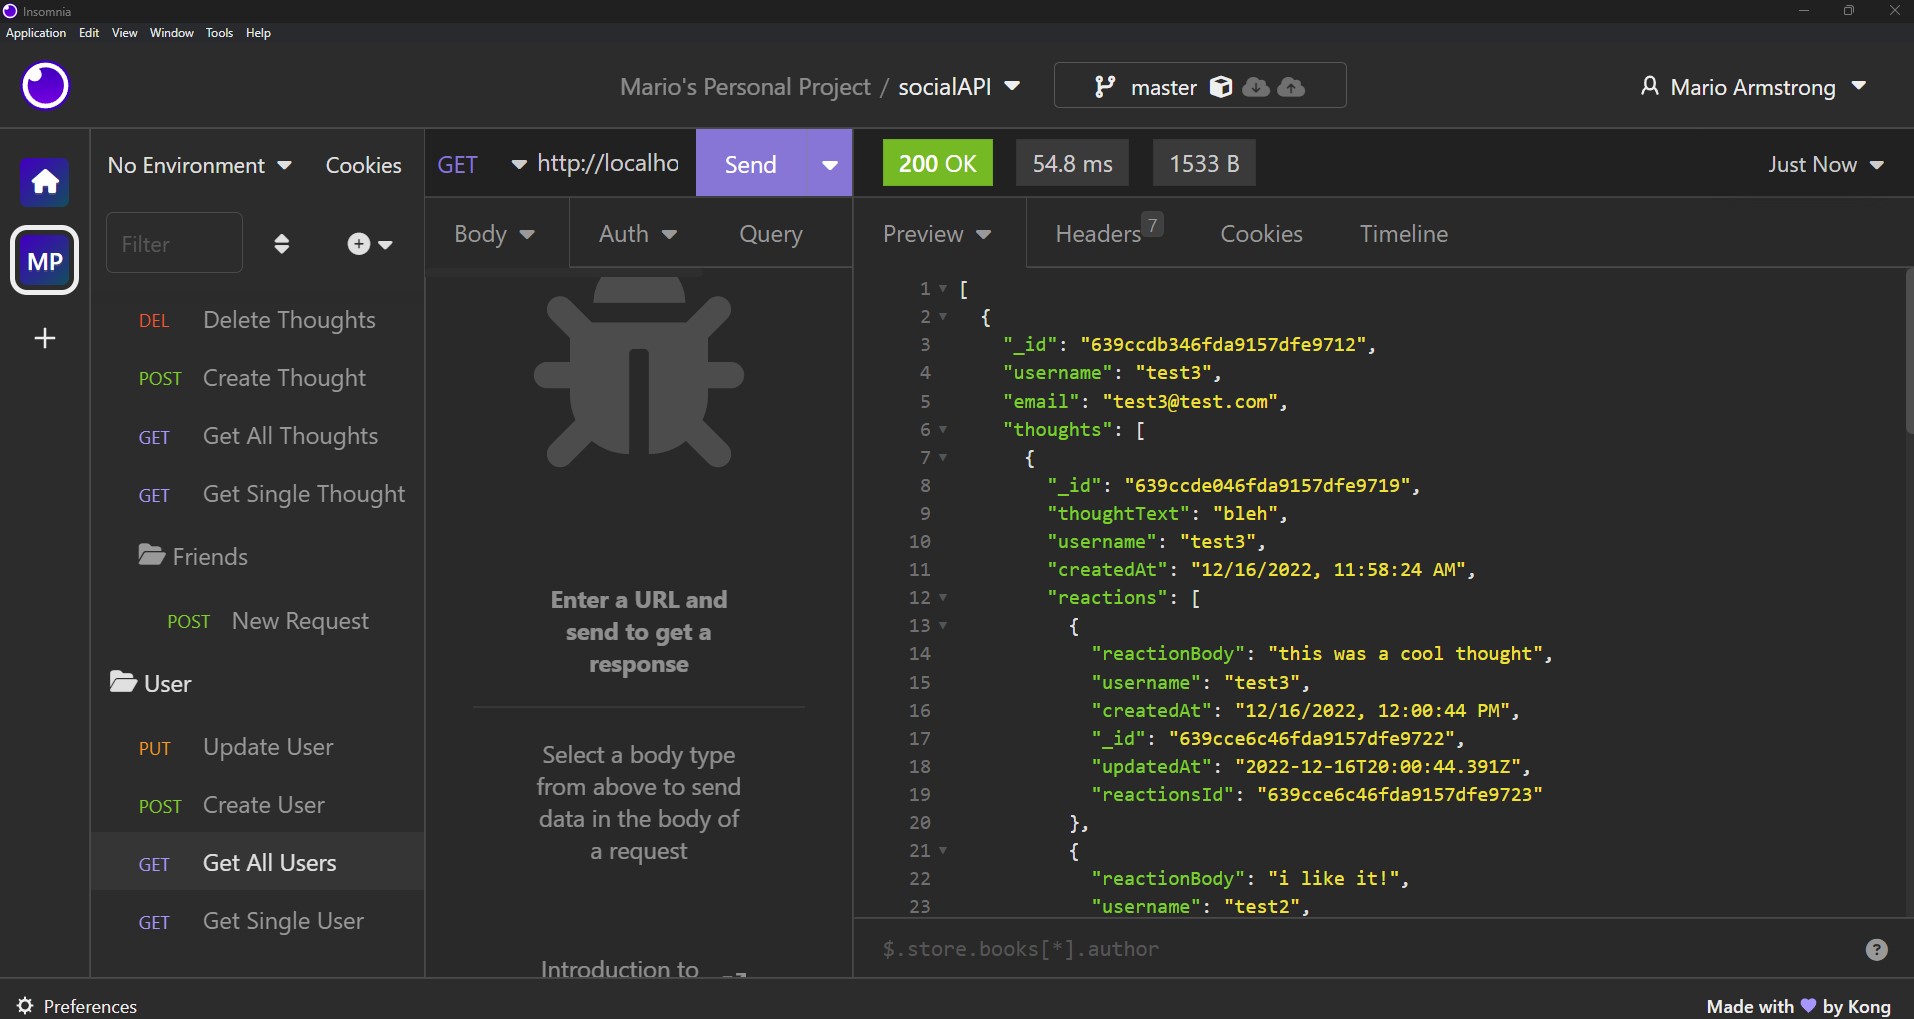 Insomnia
Application Edit View Window Tools Help
Mario's Personal Project / socialAPI
master
Mario Armstrong
MP
No Environment Cookies
Filter
DEL Delete Thoughts
POST Create Thought
GET Get All Thoughts
GET Get Single Thought
Friends
POST New Request
User
PUT Update User
POST Create User
GET Get All Users
GET Get Single User
GET http://localho Send
Body Auth Query
Enter a URL and
send to get a
response
Select a body type
from above to send
data in the body of
a request
Introduction to
200 OK 54.8 ms 1533 B Just Now
Preview Headers 7 Cookies Timeline
1 [
2 {
3 "_id": "639ccdb346fda9157dfe9712",
4 "username": "test3",
5 "email": "test3@test.com",
6 "thoughts": [
7 {
8 "_id": "639ccde046fda9157dfe9719",
9 "thoughtText": "bleh",
10 "username": "test3",
11 "createdAt": "12/16/2022, 11:58:24 AM",
12 "reactions": [
13 {
14 "reactionBody": "this was a cool thought",
15 "username": "test3",
16 "createdAt": "12/16/2022, 12:00:44 PM",
17 "_id": "639cce6c46fda9157dfe9722",
18 "updatedAt": "2022-12-16T20:00:44.391Z",
19 "reactionsId": "639cce6c46fda9157dfe9723"
20 },
21 {
22 "reactionBody": "i like it!",
23 "username": "test2",
$.store.books[*].author
?
Preferences
Made with 💜 by Kong